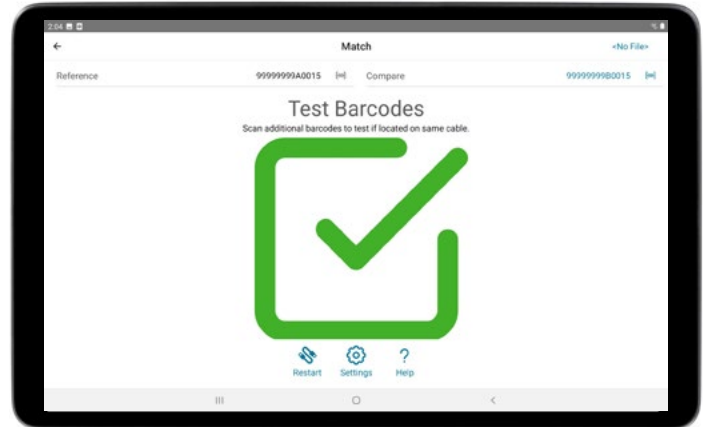 2:04
Match
<No File>
Reference 99999999A0015 Compare 99999999B0015
Test Barcodes
Scan additional barcodes to test if located on same cable.
Restart Settings Help